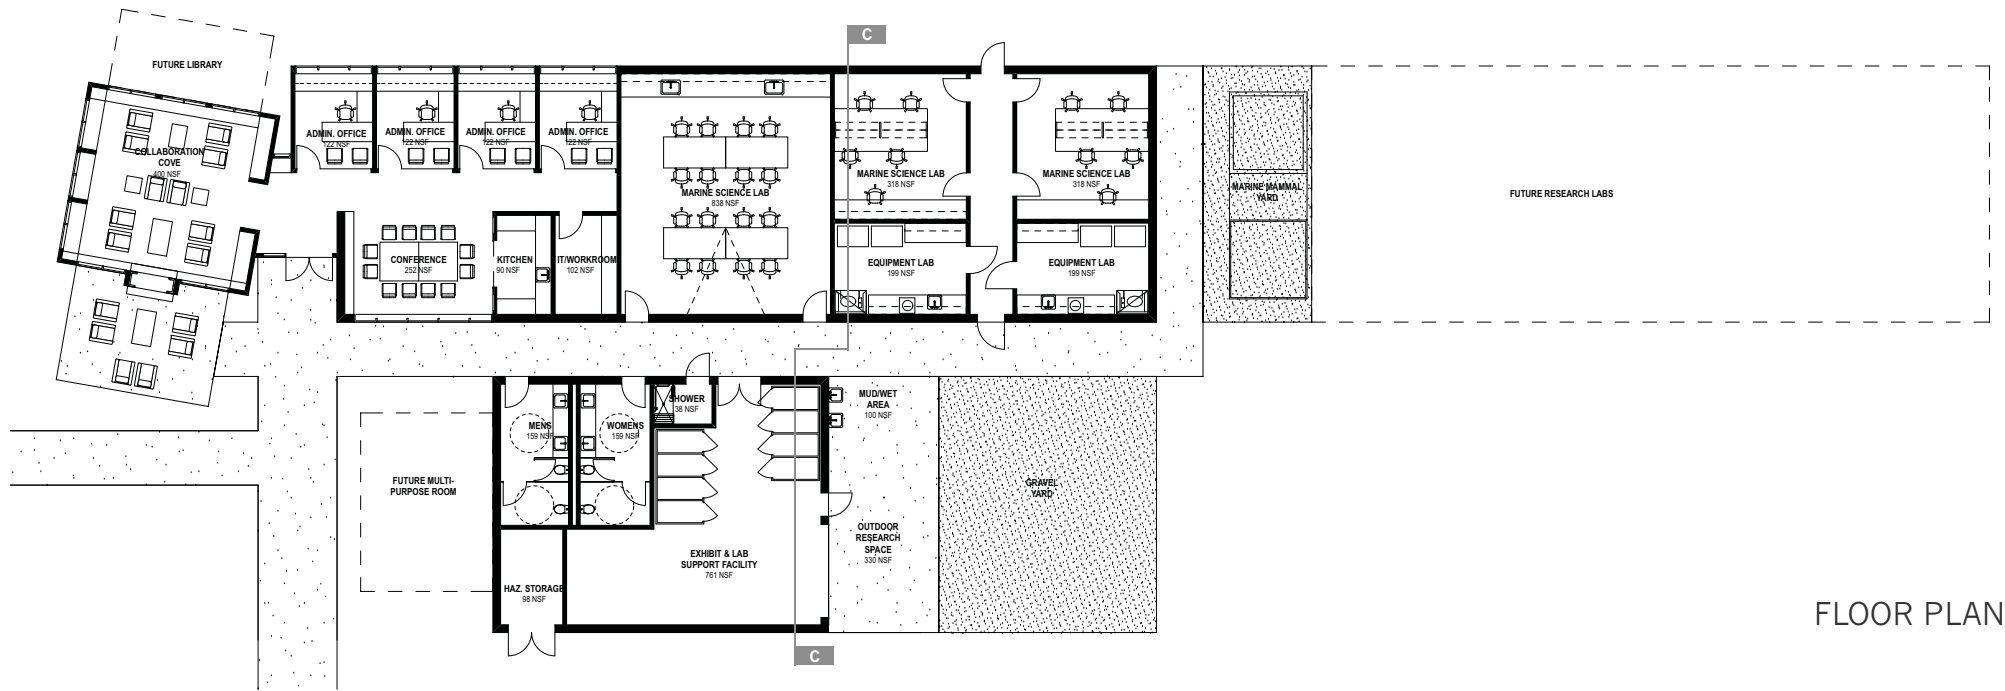 C
FUTURE LIBRARY
ADMIN. OFFICE
122 NSF
ADMIN. OFFICE
122 NSF
ADMIN. OFFICE
122 NSF
ADMIN. OFFICE
122 NSF
COLLABORATION
COVE
400 NSF
MARINE SCIENCE LAB
838 NSF
MARINE SCIENCE LAB
318 NSF
MARINE SCIENCE LAB
318 NSF
MARINE MAMMAL
YARD
FUTURE RESEARCH LABS
CONFERENCE
252 NSF
KITCHEN
90 NSF
IT/WORKROOM
102 NSF
EQUIPMENT LAB
199 NSF
EQUIPMENT LAB
199 NSF
SHOWER
38 NSF
MUD/WET
AREA
100 NSF
MENS
159 NSF
WOMENS
159 NSF
FUTURE MULTI-
PURPOSE ROOM
GRAVEL
YARD
OUTDOOR
RESEARCH
SPACE
330 NSF
EXHIBIT & LAB
SUPPORT FACILITY
761 NSF
HAZ. STORAGE
98 NSF
FLOOR PLAN
C